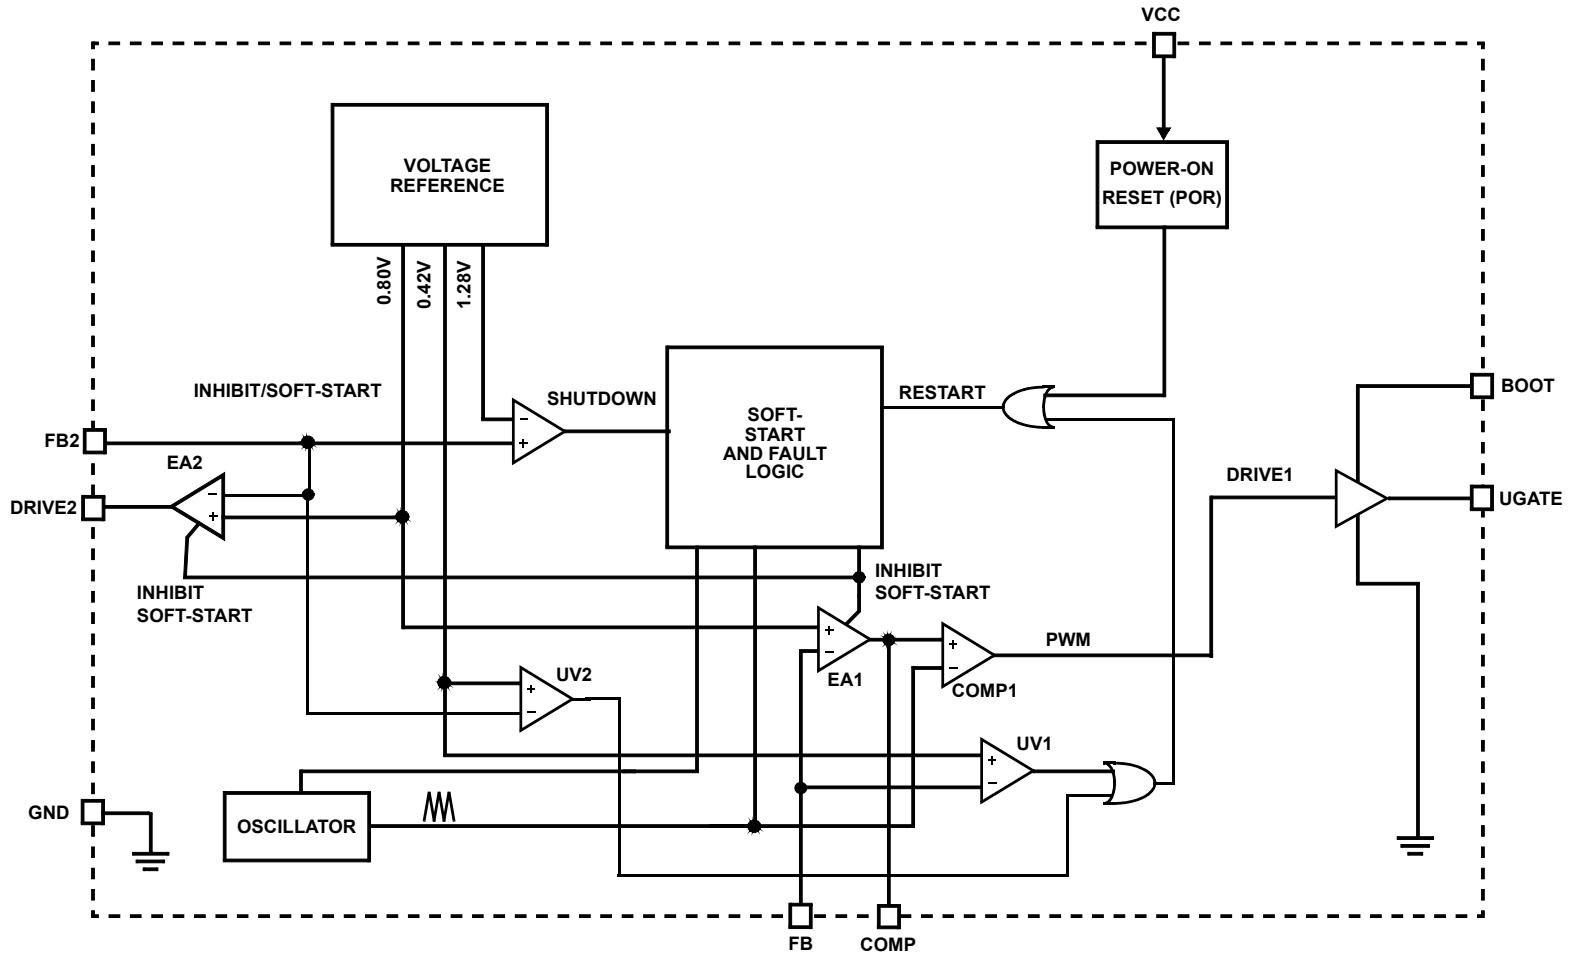 VCC
VOLTAGE
REFERENCE
POWER-ON
RESET (POR)
0.80V
0.42V
1.28V
INHIBIT/SOFT-START
SHUTDOWN
RESTART
BOOT
SOFT-
START
AND FAULT
LOGIC
FB2
EA2
−
+
DRIVE2
−
+
DRIVE1
UGATE
INHIBIT
SOFT-START
INHIBIT
SOFT-START
+
−
EA1
+
−
COMP1
PWM
UV2
+
−
UV1
+
−
GND
OSCILLATOR
FB
COMP